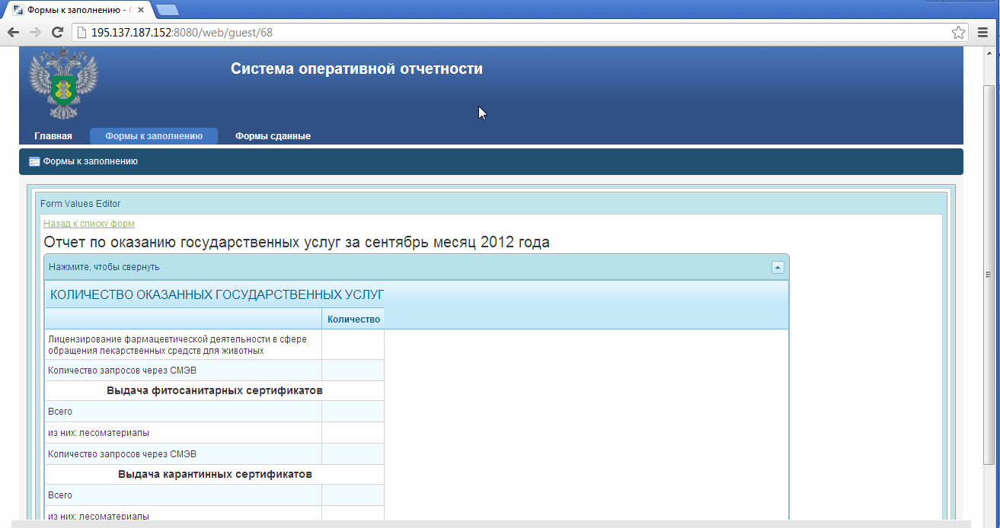 Формы к заполнению - С
195.137.187.152:8080/web/guest/68
Система оперативной отчетности
Главная
Формы к заполнению
Формы сданные
Формы к заполнению
Form Values Editor
Назад к списку форм
Отчет по оказанию государственных услуг за сентябрь месяц 2012 года
Нажмите, чтобы свернуть
КОЛИЧЕСТВО ОКАЗАННЫХ ГОСУДАРСТВЕННЫХ УСЛУГ
Количество
Лицензирование фармацевтической деятельности в сфере
обращения лекарственных средств для животных
Количество запросов через СМЭВ
Выдача фитосанитарных сертификатов
Всего
из них: лесоматериалы
Количество запросов через СМЭВ
Выдача карантинных сертификатов
Всего
из них: лесоматериалы